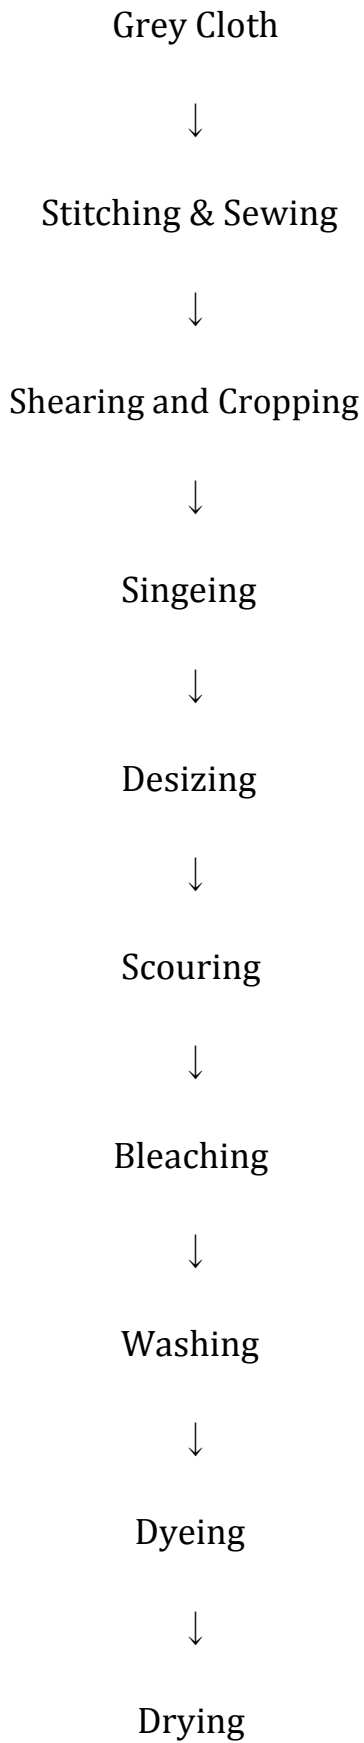 Grey Cloth
↓
Stitching & Sewing
↓
Shearing and Cropping
↓
Singeing
↓
Desizing
↓
Scouring
↓
Bleaching
↓
Washing
↓
Dyeing
↓
Drying